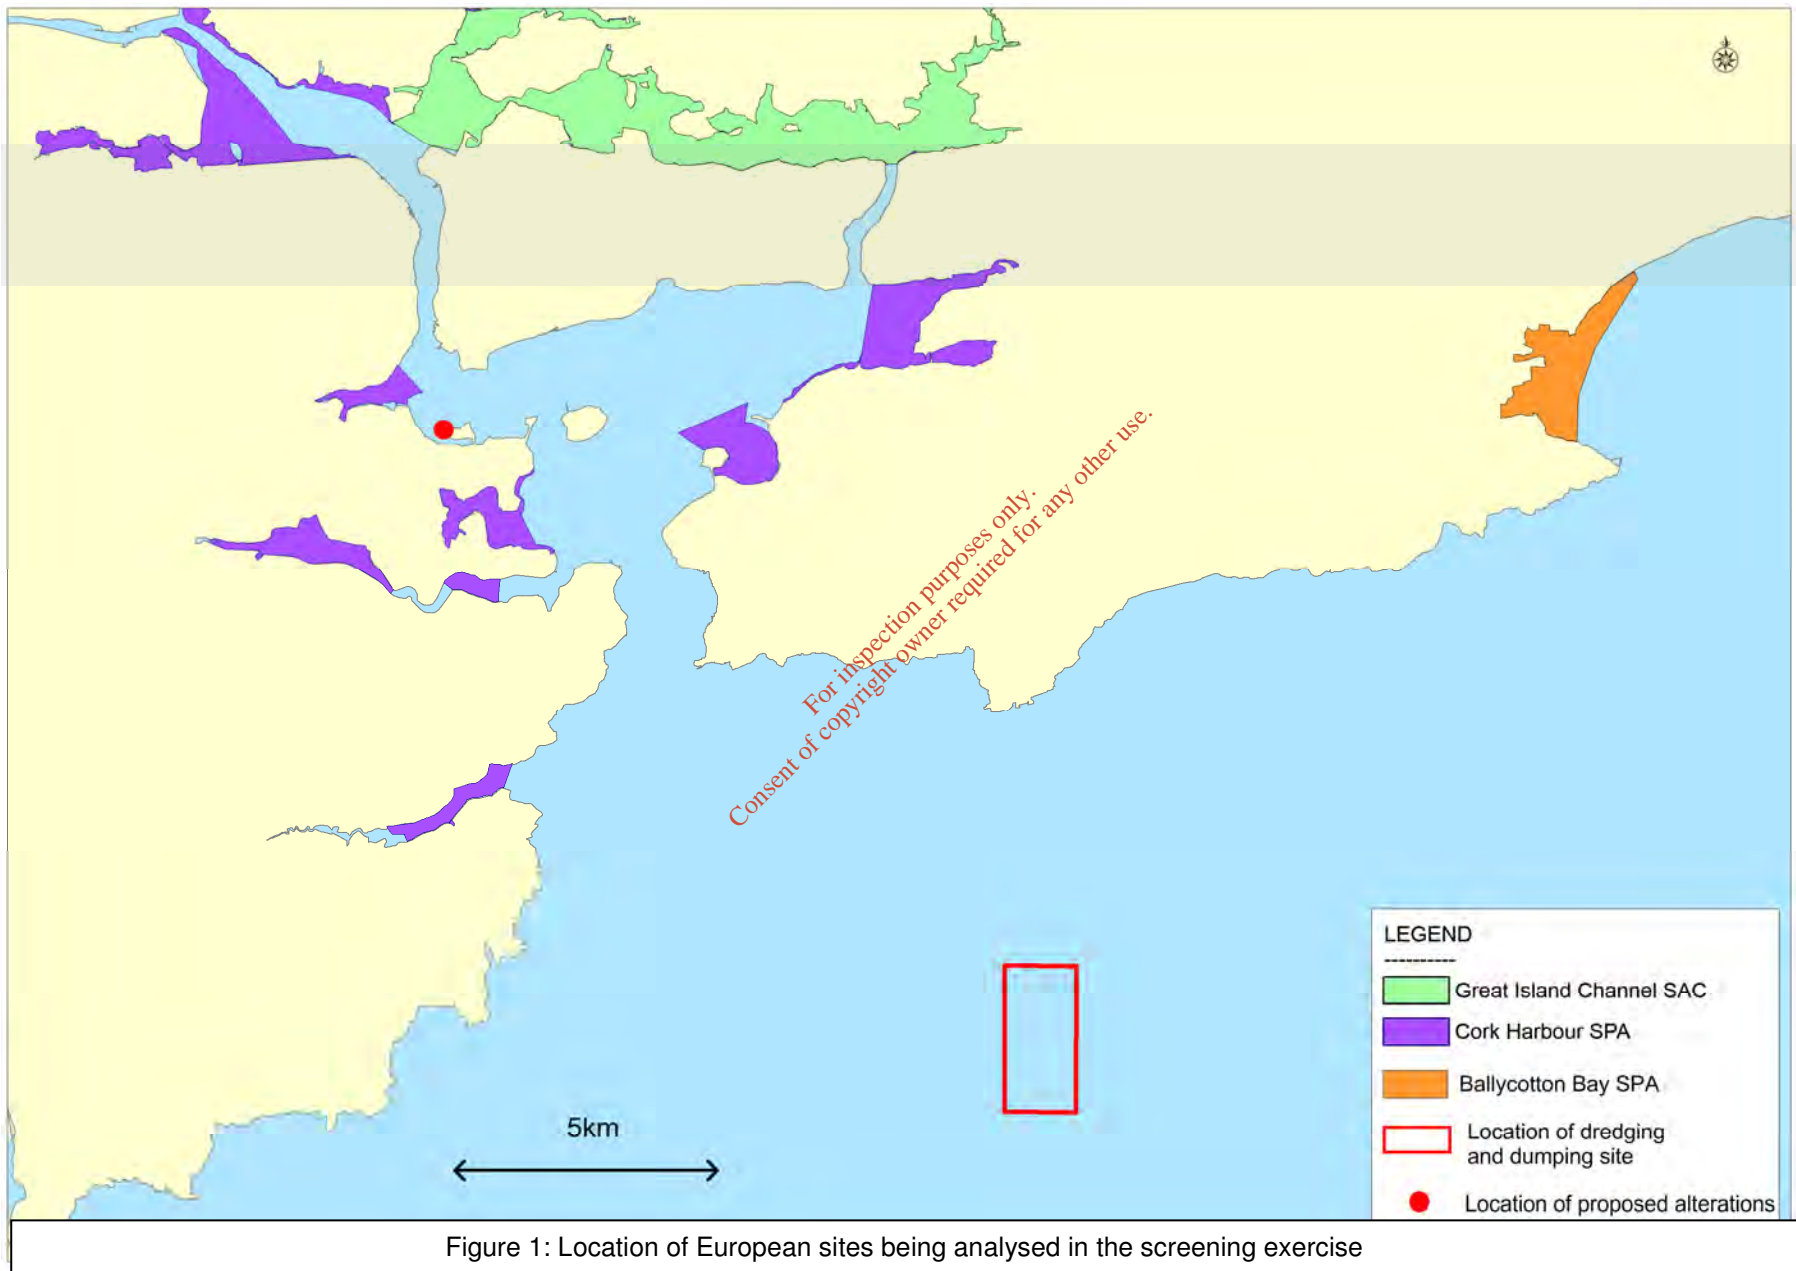 For inspection purposes only.
Consent of copyright owner required for any other use.
5km
LEGEND
----------
Great Island Channel SAC
Cork Harbour SPA
Ballycotton Bay SPA
Location of dredging
and dumping site
Location of proposed alterations
Figure 1: Location of European sites being analysed in the screening exercise